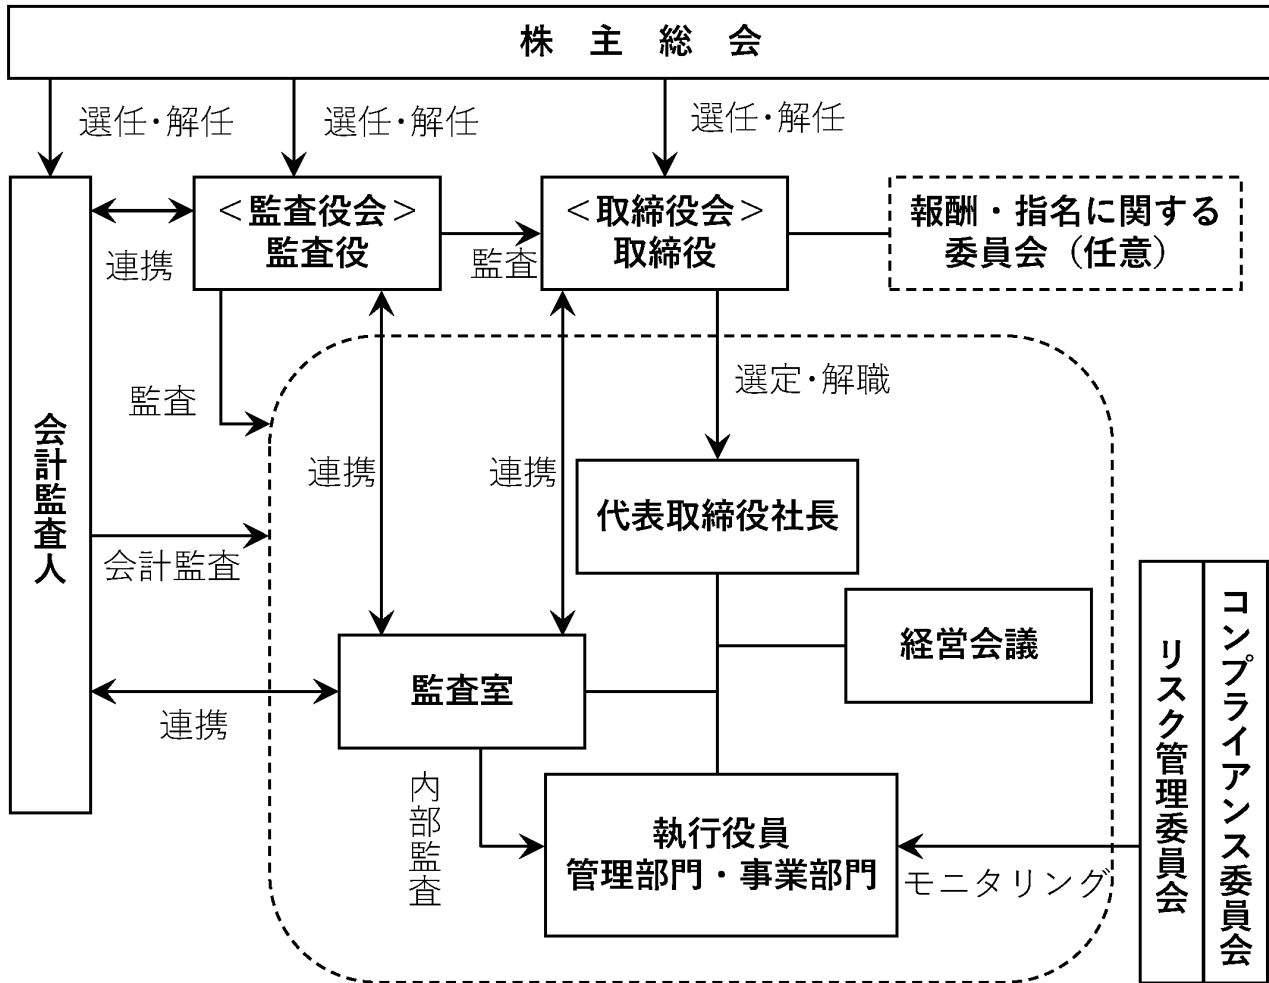 株　主　総　会
選任・解任
選任・解任
選任・解任
＜監査役会＞
監査役
＜取締役会＞
取締役
報酬・指名に関する
委員会（任意）
連携
監査
監査
選定・解職
会計監査人
連携
連携
代表取締役社長
会計監査
経営会議
監査室
連携
内部監査
執行役員
管理部門・事業部門
モニタリング
リスク管理委員会
コンプライアンス委員会